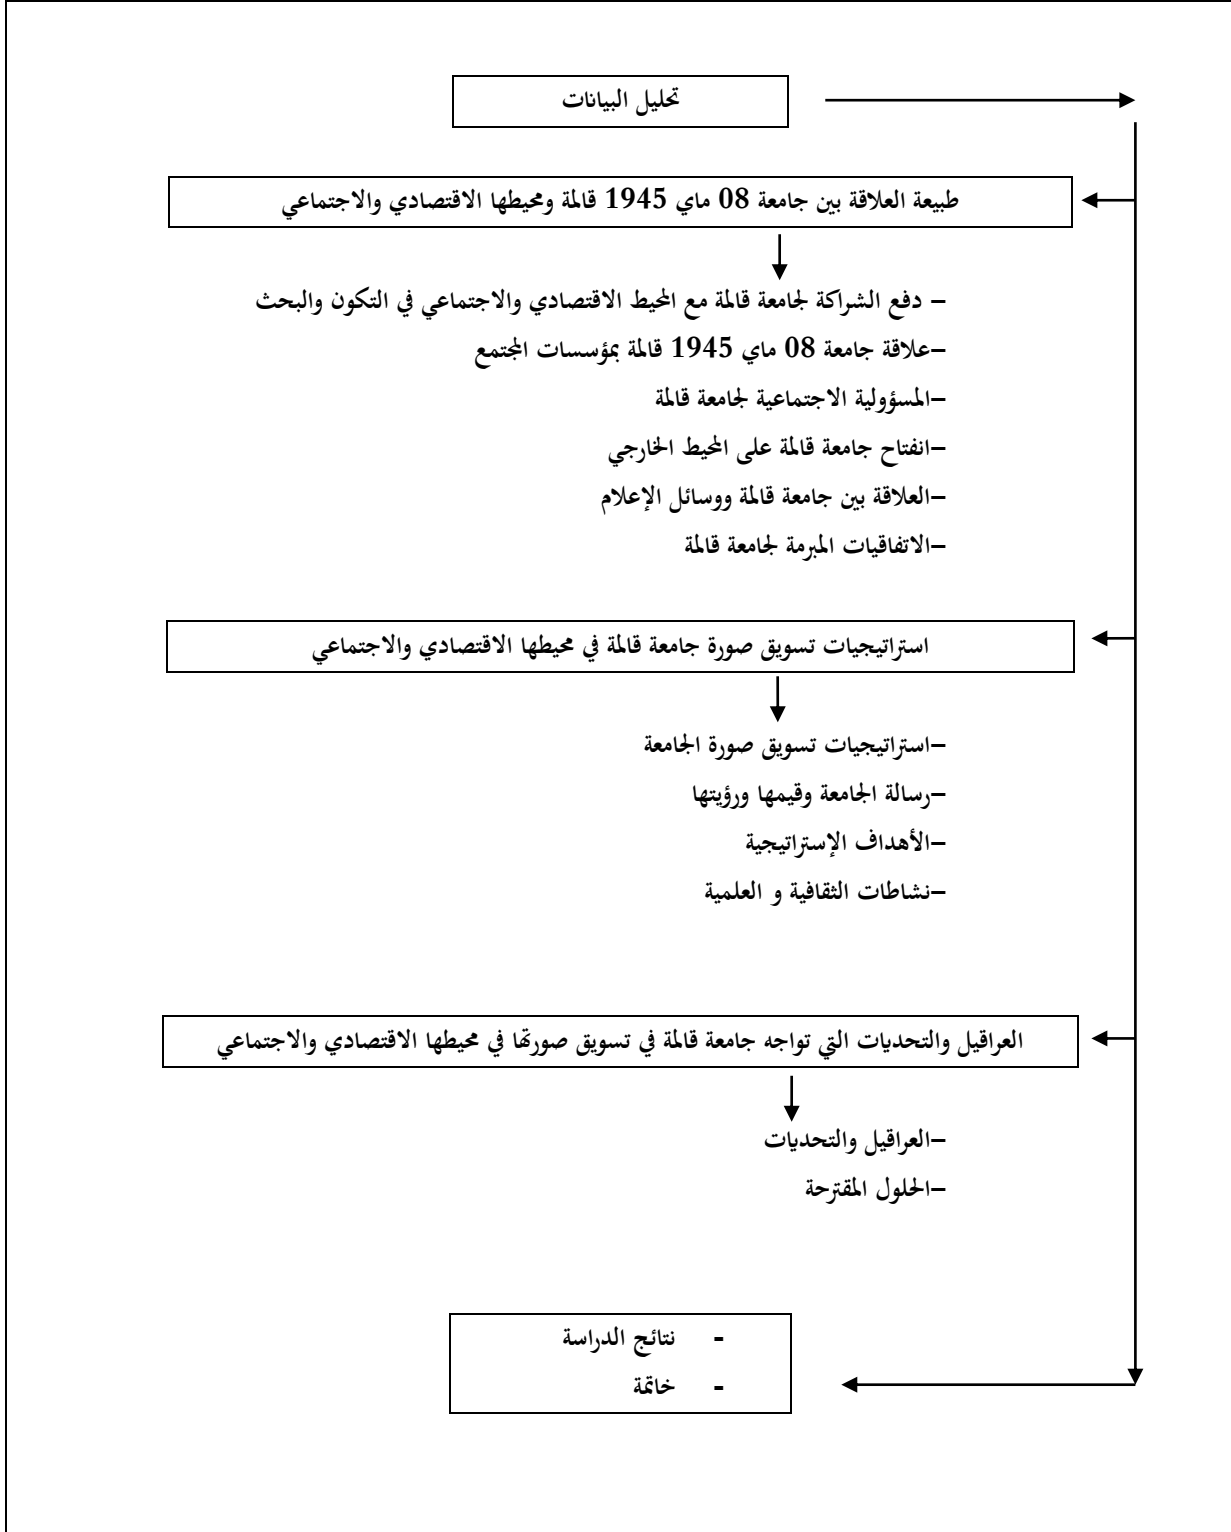 تحليل البيانات
طبيعة العلاقة بين جامعة 08 ماي 1945 قالمة ومحيطها الاقتصادي والاجتماعي
– دفع الشراكة لجامعة قالمة مع المحيط الاقتصادي والاجتماعي في التكون والبحث
–علاقة جامعة 08 ماي 1945 قالمة بمؤسسات المجتمع
–المسؤولية الاجتماعية لجامعة قالمة
–انفتاح جامعة قالمة على المحيط الخارجي
–العلاقة بين جامعة قالمة ووسائل الإعلام
–الاتفاقيات المبرمة لجامعة قالمة
استراتيجيات تسويق صورة جامعة قالمة في محيطها الاقتصادي والاجتماعي
–استراتيجيات تسويق صورة الجامعة
–رسالة الجامعة وقيمها ورؤيتها
–الأهداف الإستراتيجية
–نشاطات الثقافية و العلمية
العراقيل والتحديات التي تواجه جامعة قالمة في تسويق صورتها في محيطها الاقتصادي والاجتماعي
–العراقيل والتحديات
–الحلول المقترحة
- نتائج الدراسة
- خاتمة